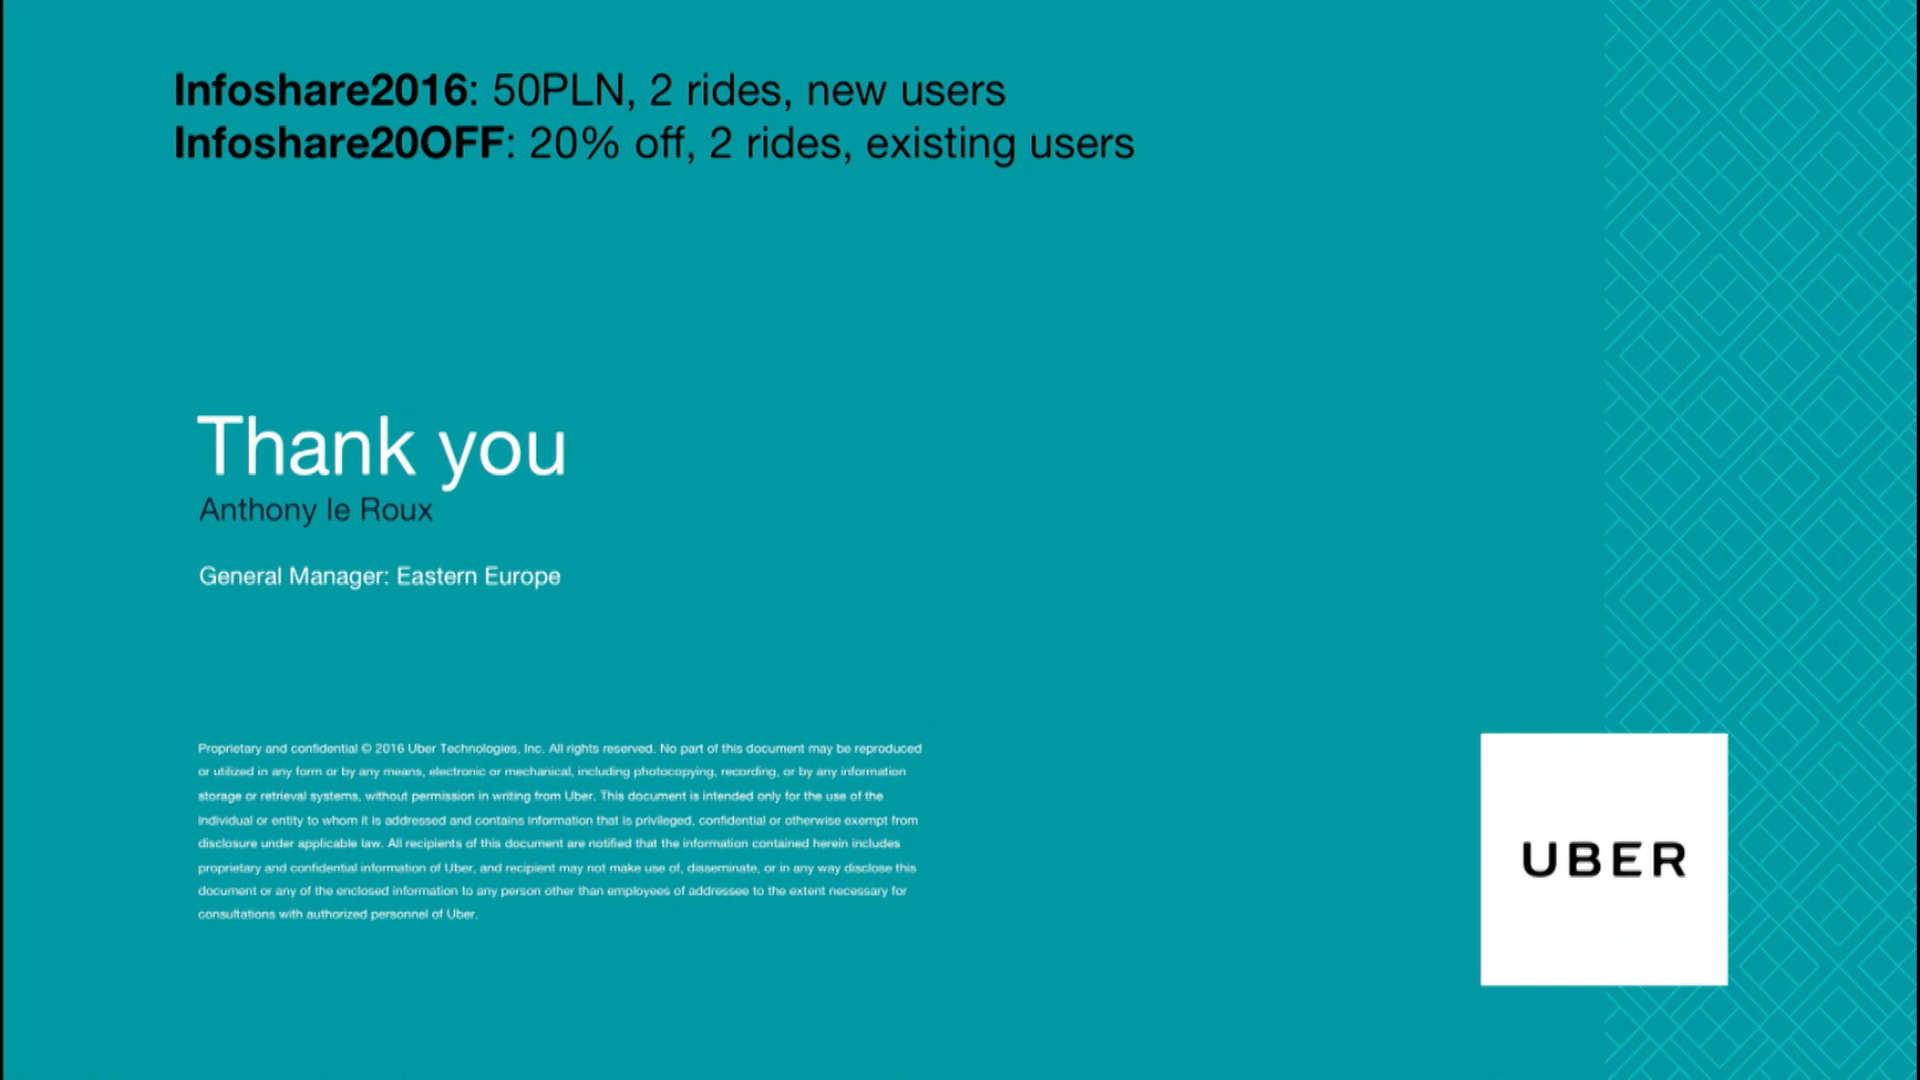 Infoshare2016: 50PLN, 2 rides, new users
Infoshare20OFF: 20% off, 2 rides, existing users
Thank you
Anthony le Roux
General Manager: Eastern Europe
Proprietary and confidential © 2016 Uber Technologies, Inc. All rights reserved. No part of this document may be reproduced
or utilized in any form or by any means, electronic or mechanical, including photocopying, recording, or by any information
storage or retrieval systems, without permission in writing from Uber. This document is intended only for the use of the
individual or entity to whom it is addressed and contains information that is privileged, confidential or otherwise exempt from
disclosure under applicable law. All recipients of this document are notified that the information contained herein includes
proprietary and confidential information of Uber, and recipient may not make use of, disseminate, or in any way disclose this
document or any of the enclosed information to any person other than employees of addressee to the extent necessary for
consultations with authorized personnel of Uber.
UBER